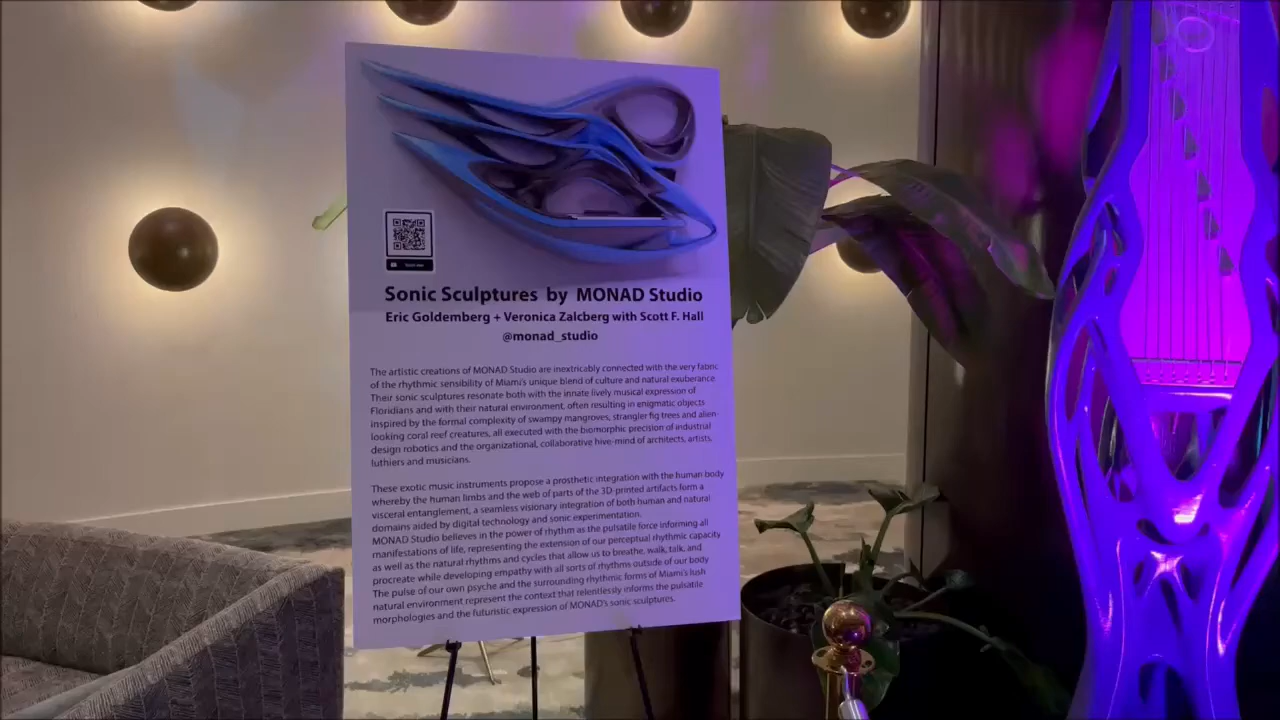 Sonic Sculptures by MONAD Studio
Eric Goldemberg + Veronica Zalcberg with Scott F. Hall
@monad_studio
The artistic creations of MONAD Studio are inextricably connected with the very fabric
of the rhythmic sensibility of Miami's unique blend of culture and natural exuberance
Their sonic sculptures resonate both with the innate lively musical expression of
Floridians and with their natural environment, often resulting in enigmatic objects
inspired by the formal complexity of swampy mangroves, strangler fig trees and alien-
looking coral reef creatures, all executed with the biomorphic precision of industrial
design robotics and the organizational, collaborative hive-mind of architects, artists,
luthiers and musicians.
These exotic music instruments propose a prosthetic integration with the human body
whereby the human limbs and the web of parts of the 3D-printed artifacts form a
visceral entanglement, a seamless visionary integration of both human and natural
domains aided by digital technology and sonic experimentation.
MONAD Studio believes in the power of rhythm as the pulsatile force informing all
manifestations of life, representing the extension of our perceptual rhythmic capacity
as well as the natural rhythms and cycles that allow us to breathe, walk, talk, and
procreate while developing empathy with all sorts of rhythms outside of our body
The pulse of our own psyche and the surrounding rhythmic forms of Miami's lush
natural environment represent the context that relentlessly informs the pulsatile
morphologies and the futuristic expression of MONAD's sonic sculptures.